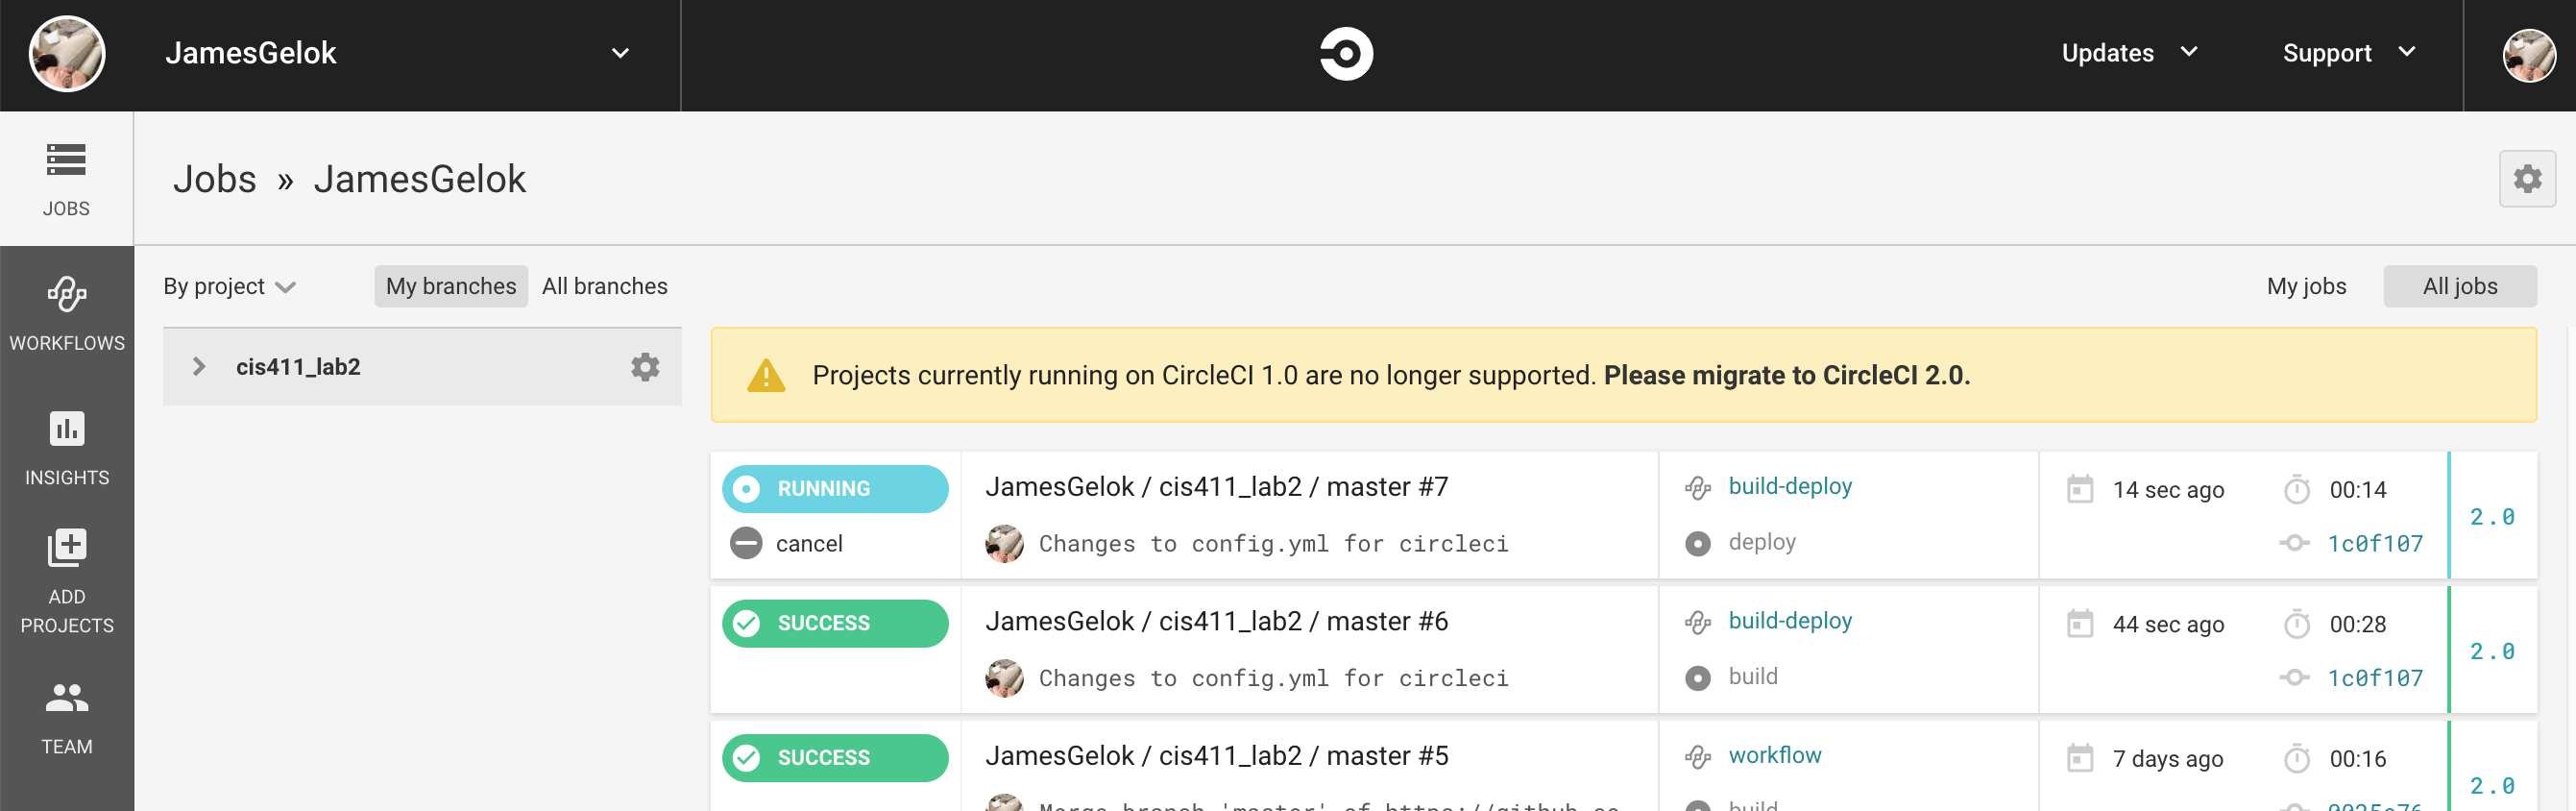 JamesGelok
Updates
Support
JOBS
WORKFLOWS
INSIGHTS
ADD
PROJECTS
TEAM
Jobs » JamesGelok
By project
My branches
All branches
My jobs
All jobs
cis411_lab2
Projects currently running on CircleCI 1.0 are no longer supported. Please migrate to CircleCI 2.0.
RUNNING
cancel
JamesGelok / cis411_lab2 / master #7
Changes to config.yml for circleci
build-deploy
deploy
14 sec ago
00:14
1c0f107
2.0
SUCCESS
JamesGelok / cis411_lab2 / master #6
Changes to config.yml for circleci
build-deploy
build
44 sec ago
00:28
1c0f107
2.0
SUCCESS
JamesGelok / cis411_lab2 / master #5
Merge branch 'master' of
workflow
build
7 days ago
00:16
2.0